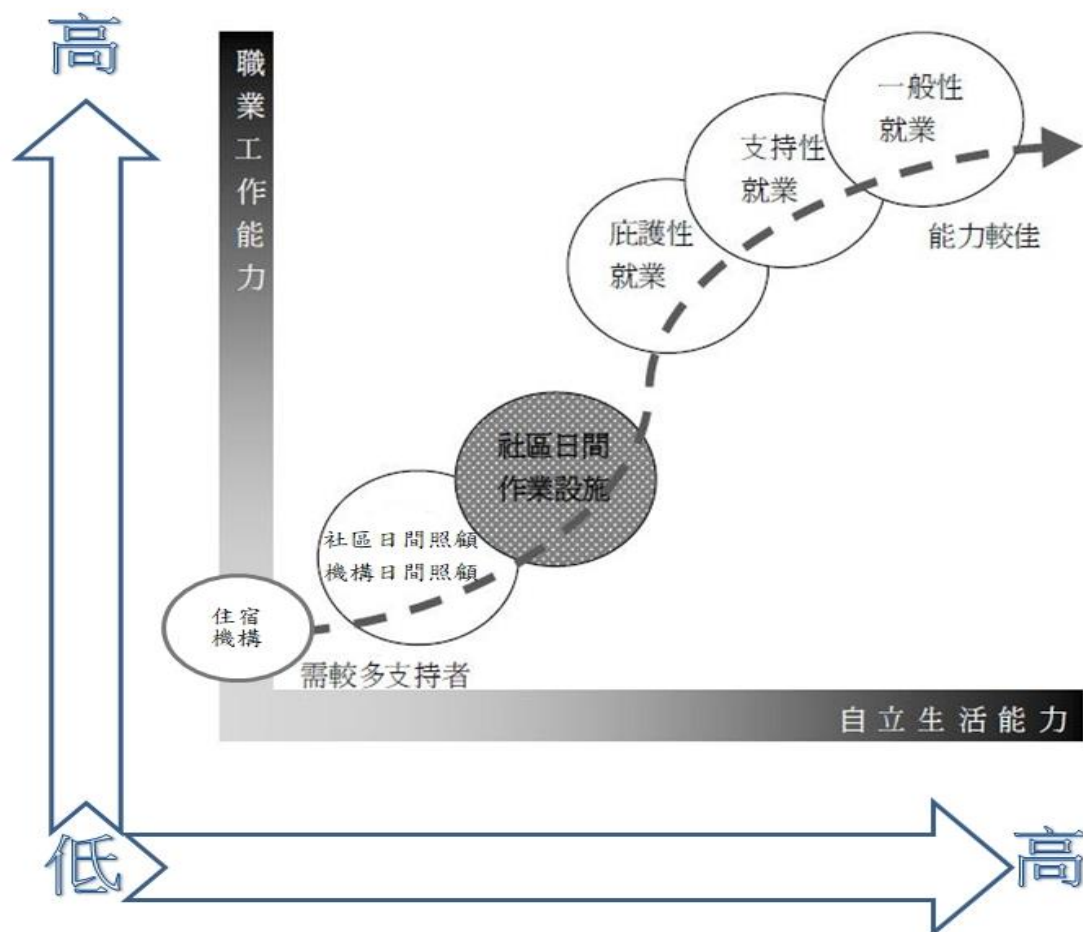 高
職業工作能力
一般性
就業
支持性
就業
能力較佳
庇護性
就業
社區日間
作業設施
社區日間照顧
機構日間照顧
住宿
機構
需較多支持者
自立生活能力
低
高